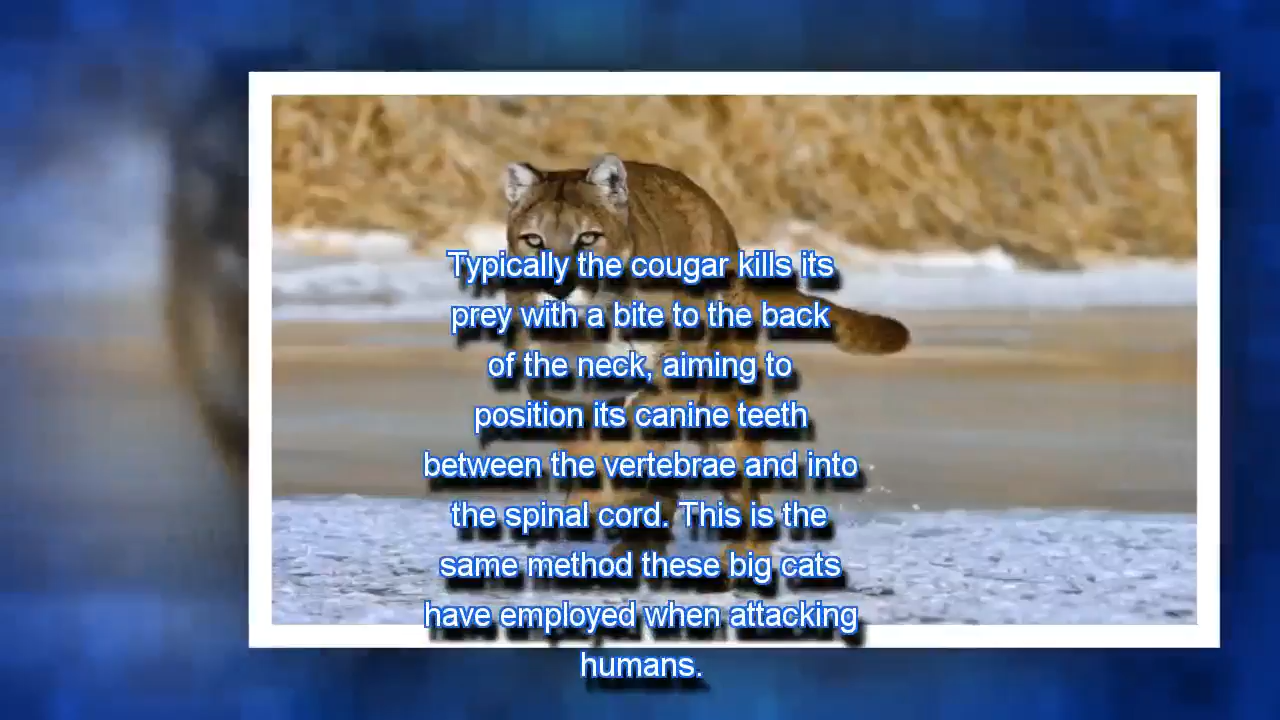 Typically the cougar kills its
prey with a bite to the back
of the neck, aiming to
position its canine teeth
between the vertebrae and into
the spinal cord. This is the
same method these big cats
have employed when attacking
humans.